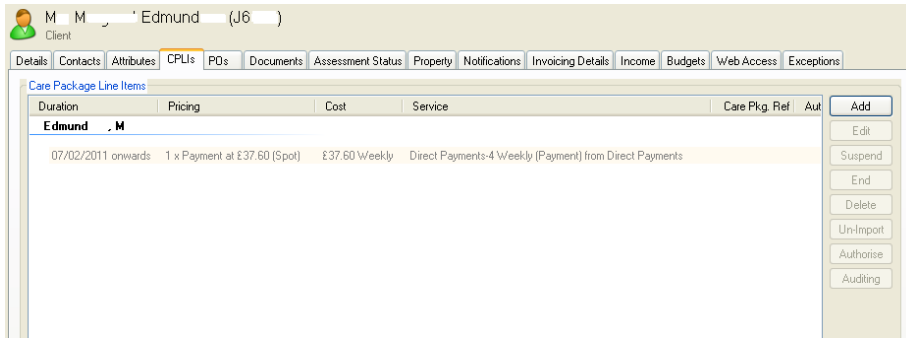 M M Edmund (J6 )
Client
Details Contacts Attributes CPLIs POs Documents Assessment Status Property Notifications Invoicing Details Income Budgets Web Access Exceptions
Care Package Line Items
Duration Pricing Cost Service Care Pkg. Ref Aut
Edmund , M
07/02/2011 onwards 1 x Payment at £37.60 (Spot) £37.60 Weekly Direct Payments-4 Weekly (Payment) from Direct Payments
Add
Edit
Suspend
End
Delete
Un-Import
Authorise
Auditing